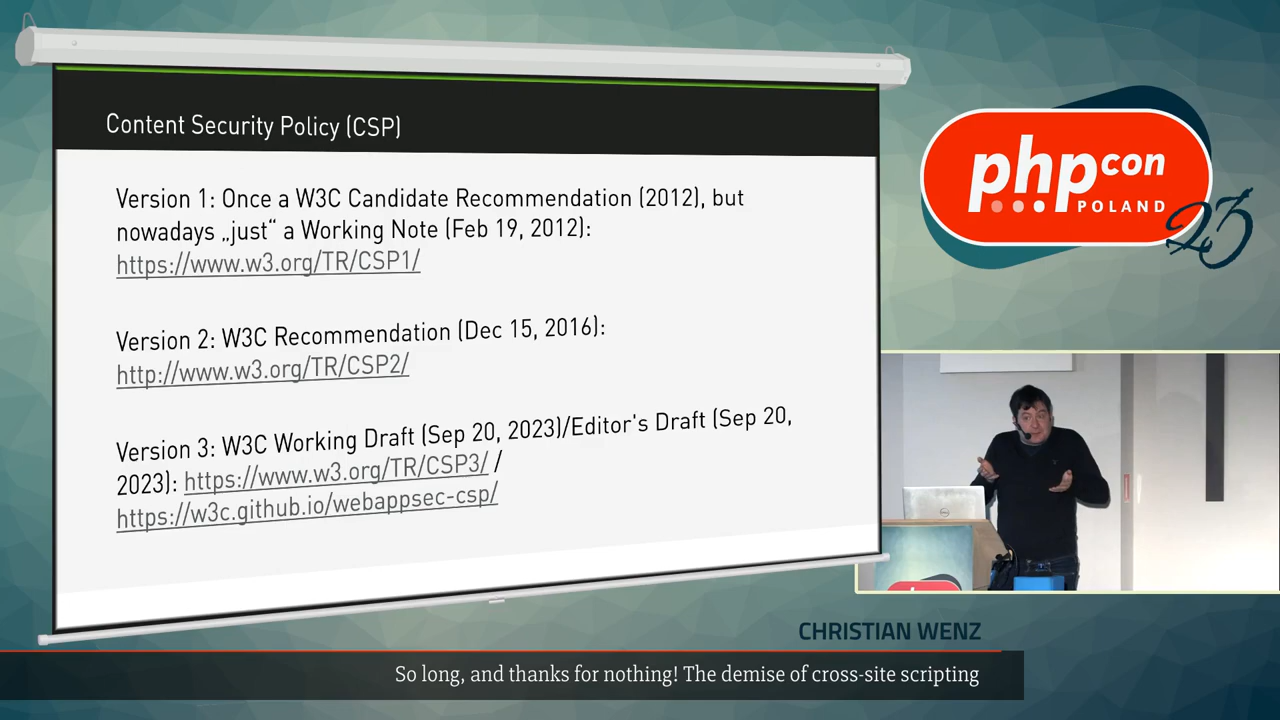 Content Security Policy (CSP)
Version 1: Once a W3C Candidate Recommendation (2012), but
nowadays „just“ a Working Note (Feb 19, 2012):
https://www.w3.org/TR/CSP1/
Version 2: W3C Recommendation (Dec 15, 2016):
http://www.w3.org/TR/CSP2/
Version 3: W3C Working Draft (Sep 20, 2023)/Editor's Draft (Sep 20,
2023): https://www.w3.org/TR/CSP3/ /
https://w3c.github.io/webappsec-csp/
phpcon
POLAND
23
DELL
CHRISTIAN WENZ
So long, and thanks for nothing! The demise of cross-site scripting